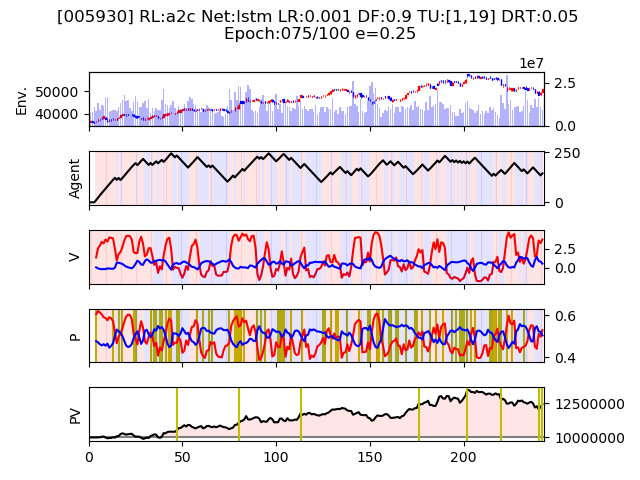 [005930] RL:a2c Net:lstm LR:0.001 DF:0.9 TU:[1,19] DRT:0.05
Epoch:075/100 e=0.25
1e7
Env.
50000
40000
2.5
0.0
Agent
250
0
V
2.5
0.0
P
0.6
0.4
PV
12500000
10000000
0
50
100
150
200